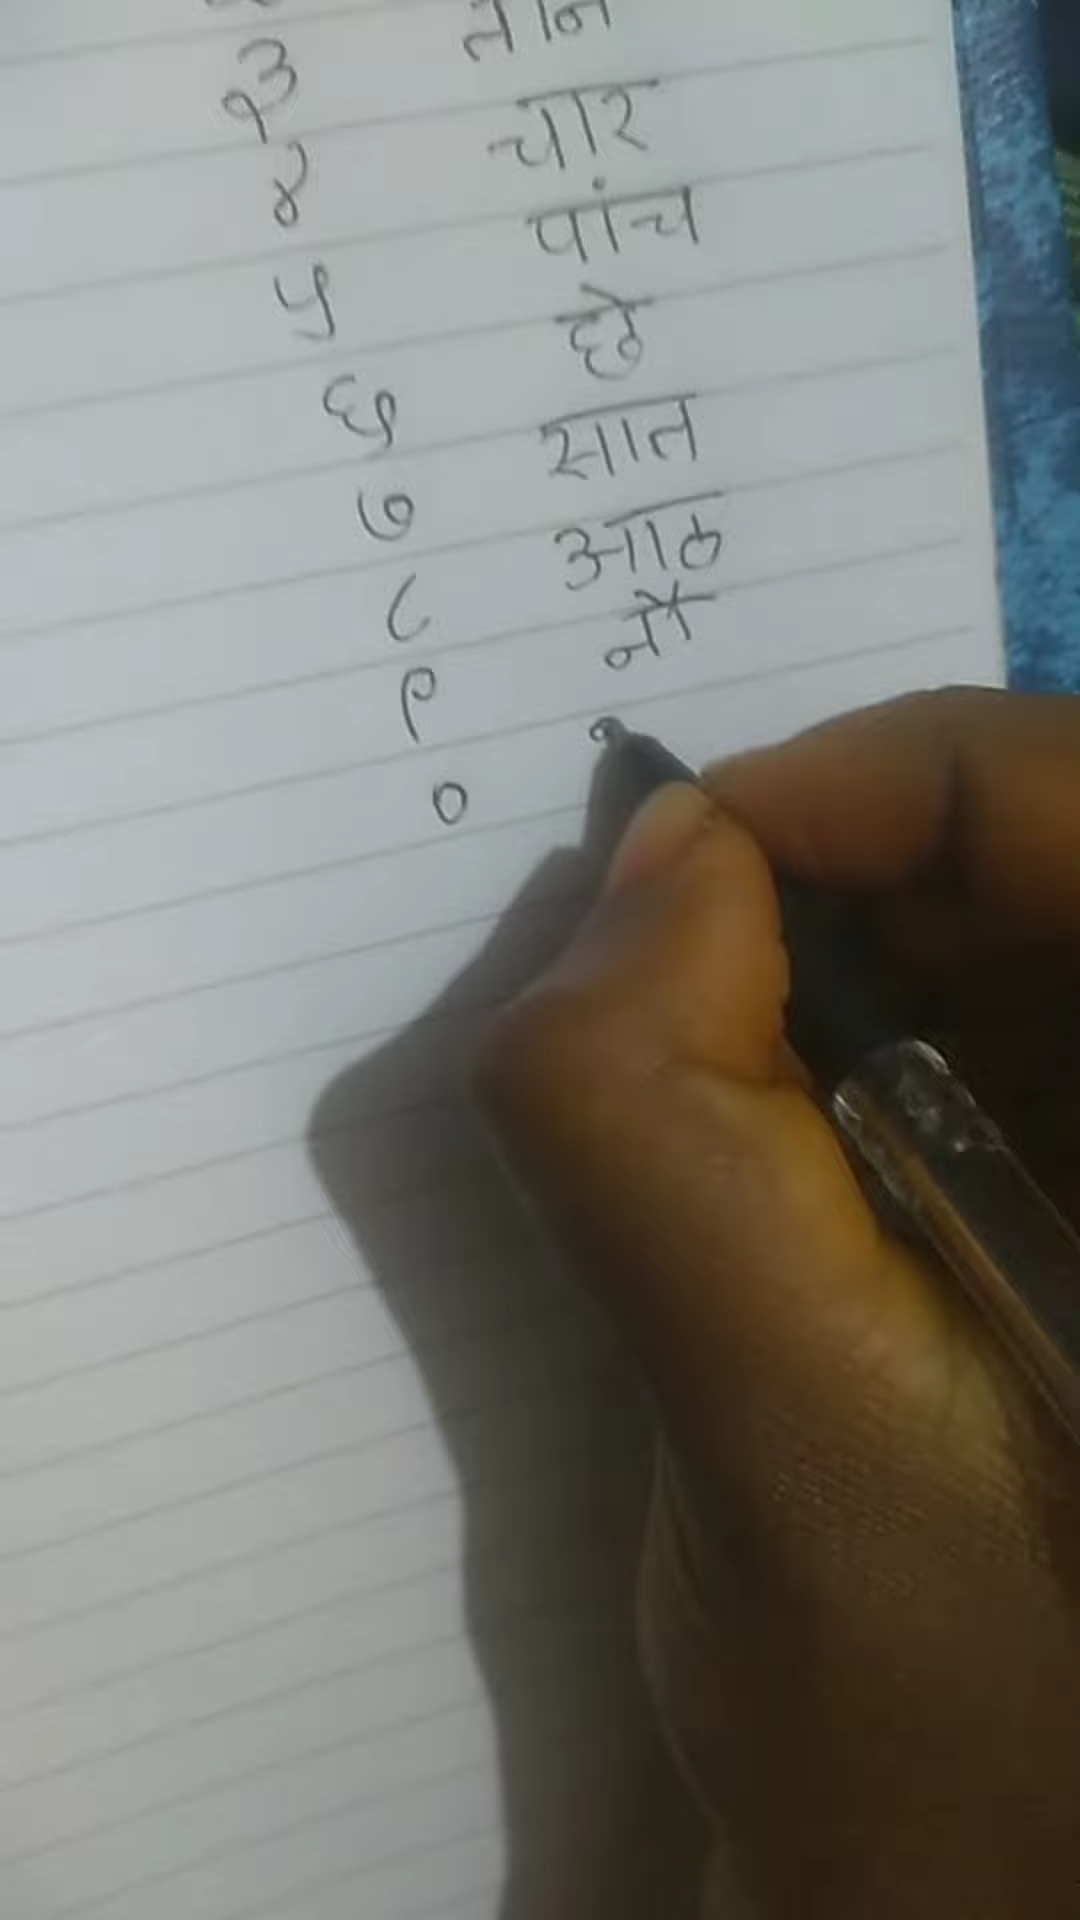 ३ तीन
४ चार
५ पांच
६ छे
७ सात
८ आठ
९ नौ
०